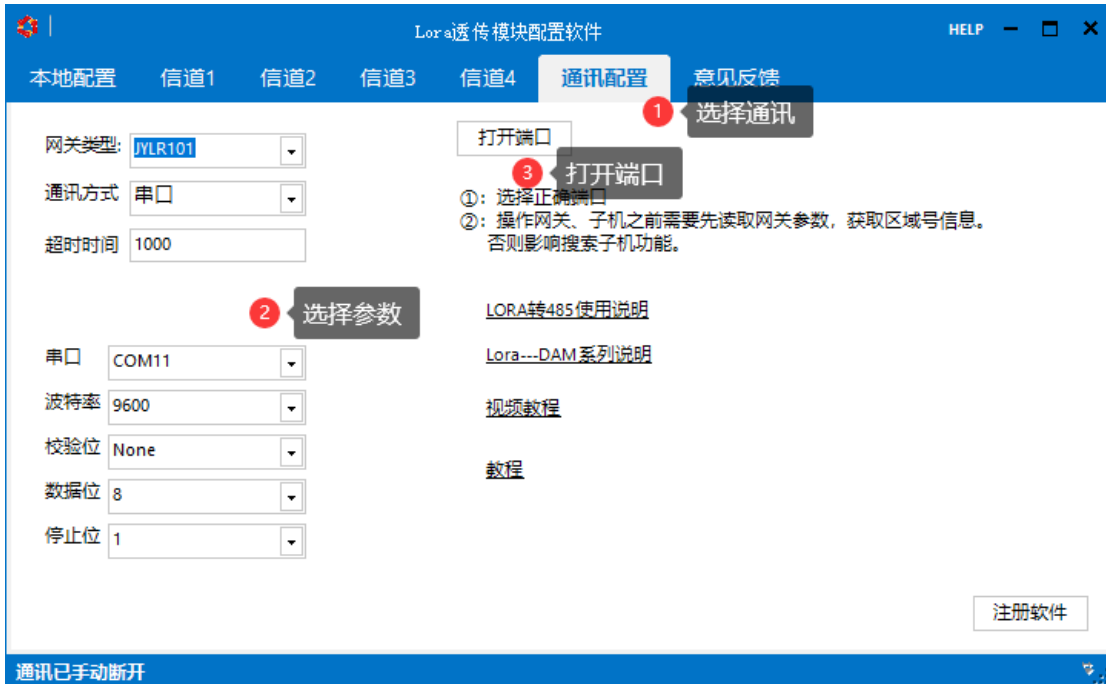 Lora透传模块配置软件 HELP
本地配置 信道1 信道2 信道3 信道4 通讯配置 意见反馈
1 选择通讯
网关类型: JYLR101
打开端口
3 打开端口
通讯方式 串口
①：选择正确端口
②：操作网关、子机之前需要先读取网关参数，获取区域号信息。
否则影响搜索子机功能。
超时时间 1000
2 选择参数
LORA转485使用说明
串口 COM11
Lora---DAM系列说明
波特率 9600
视频教程
校验位 None
教程
数据位 8
停止位 1
注册软件
通讯已手动断开